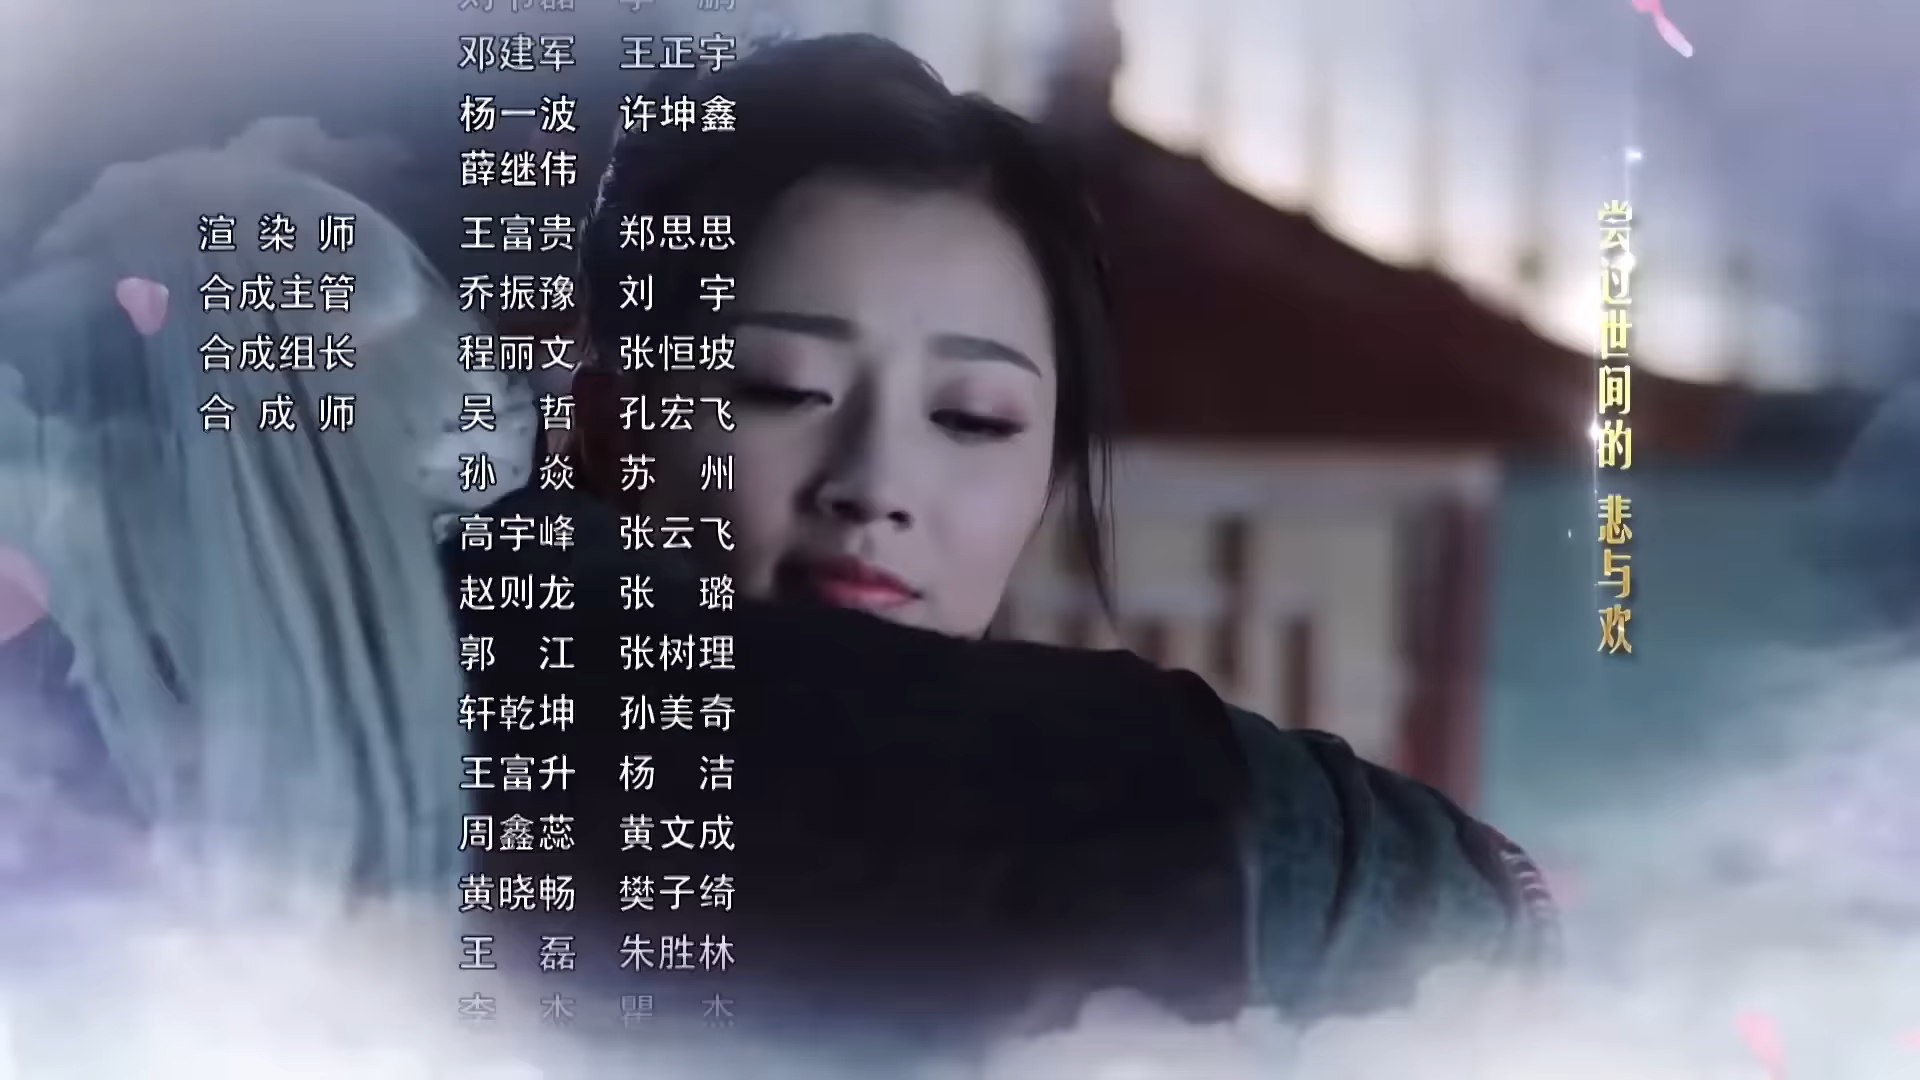 邓建军 王正宇
杨一波 许坤鑫
薛继伟
渲染师 王富贵 郑思思
合成主管 乔振豫 刘宇
合成组长 程丽文 张恒坡
合成师 吴哲 孔宏飞
孙焱 苏州
高宇峰 张云飞
赵则龙 张璐
郭江 张树理
轩乾坤 孙美奇
王富升 杨洁
周鑫蕊 黄文成
黄晓畅 樊子绮
王磊 朱胜林
尝过世间的 悲与欢